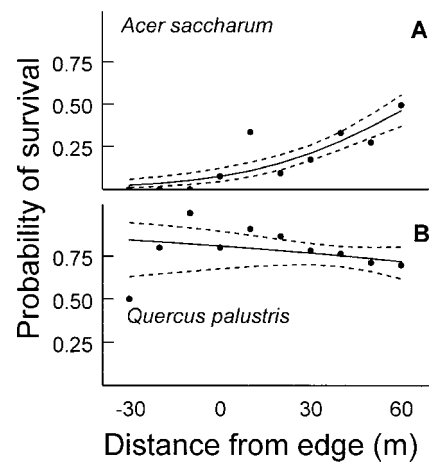 Acer saccharum A
0.75
0.50
0.25
Probability of survival
B
0.75
0.50
Quercus palustris
0.25
-30 0 30 60
Distance from edge (m)